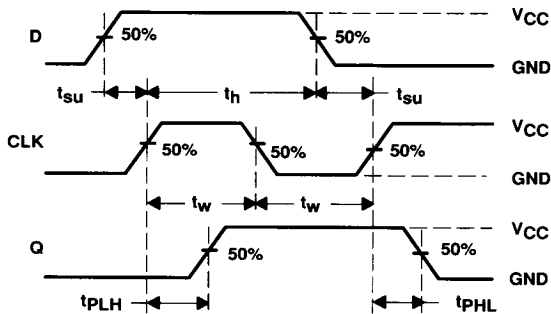 D 50% 50% VCC
GND
tsu th tsu
CLK 50% 50% 50% VCC
GND
tw tw
Q 50% 50% VCC
GND
tPLH tPHL